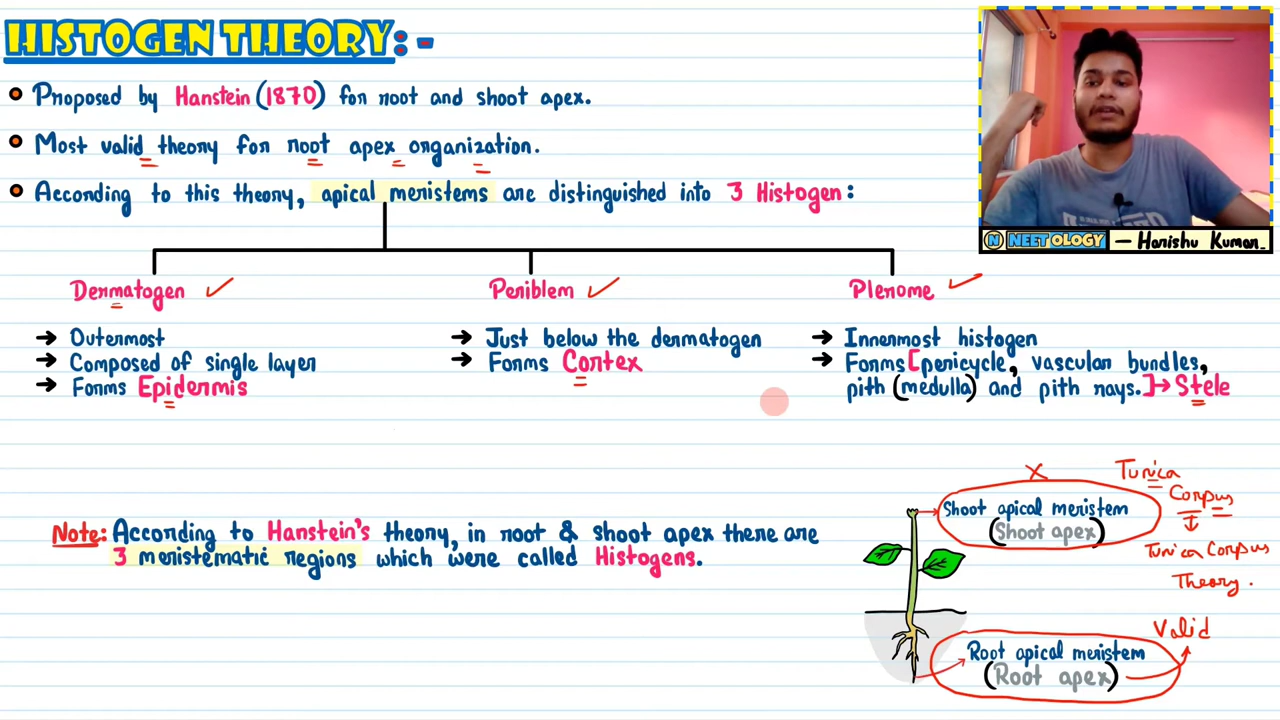 HISTOGEN THEORY:-
• Proposed by Hanstein (1870) for root and shoot apex.
• Most valid theory for root apex organization.
• According to this theory, apical meristems are distinguished into 3 Histogen:
N NEETOLOGY — Harishu Kumar
Dermatogen ✓
→ Outermost
→ Composed of single layer
→ Forms Epidermis
Periblem ✓
→ Just below the dermatogen
→ Forms Cortex
Plerome ✓
→ Innermost histogen
→ Forms [pericycle, vascular bundles,
pith (medulla) and pith rays.] → Stele
Note: According to Hanstein's theory, in root & shoot apex there are
3 meristematic regions which were called Histogens.
X
Shoot apical meristem
(Shoot apex)
Tunica
Corpus
↓
Tunica Corpus
Theory.
Valid
Root apical meristem
(Root apex)